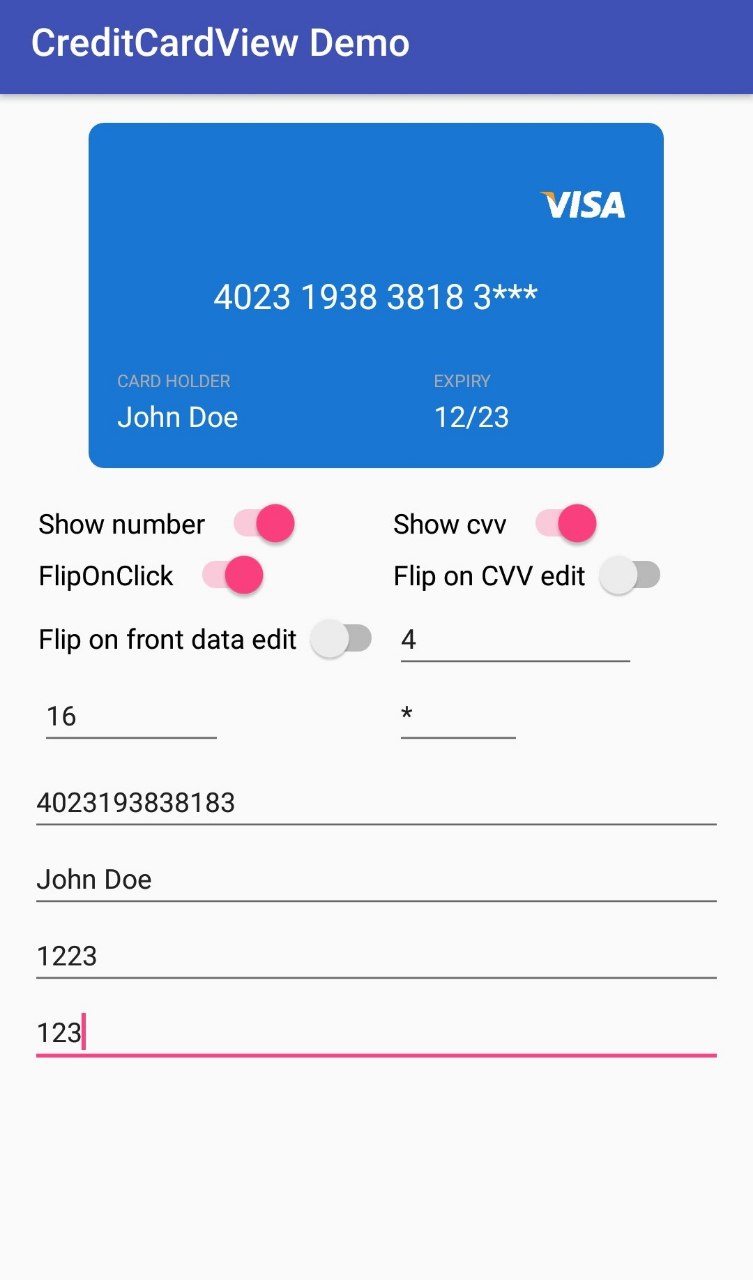 CreditCardView Demo
VISA
4023 1938 3818 3***
CARD HOLDER EXPIRY
John Doe 12/23
Show number Show cvv
FlipOnClick Flip on CVV edit
Flip on front data edit 4
16 *
4023193838183
John Doe
1223
123